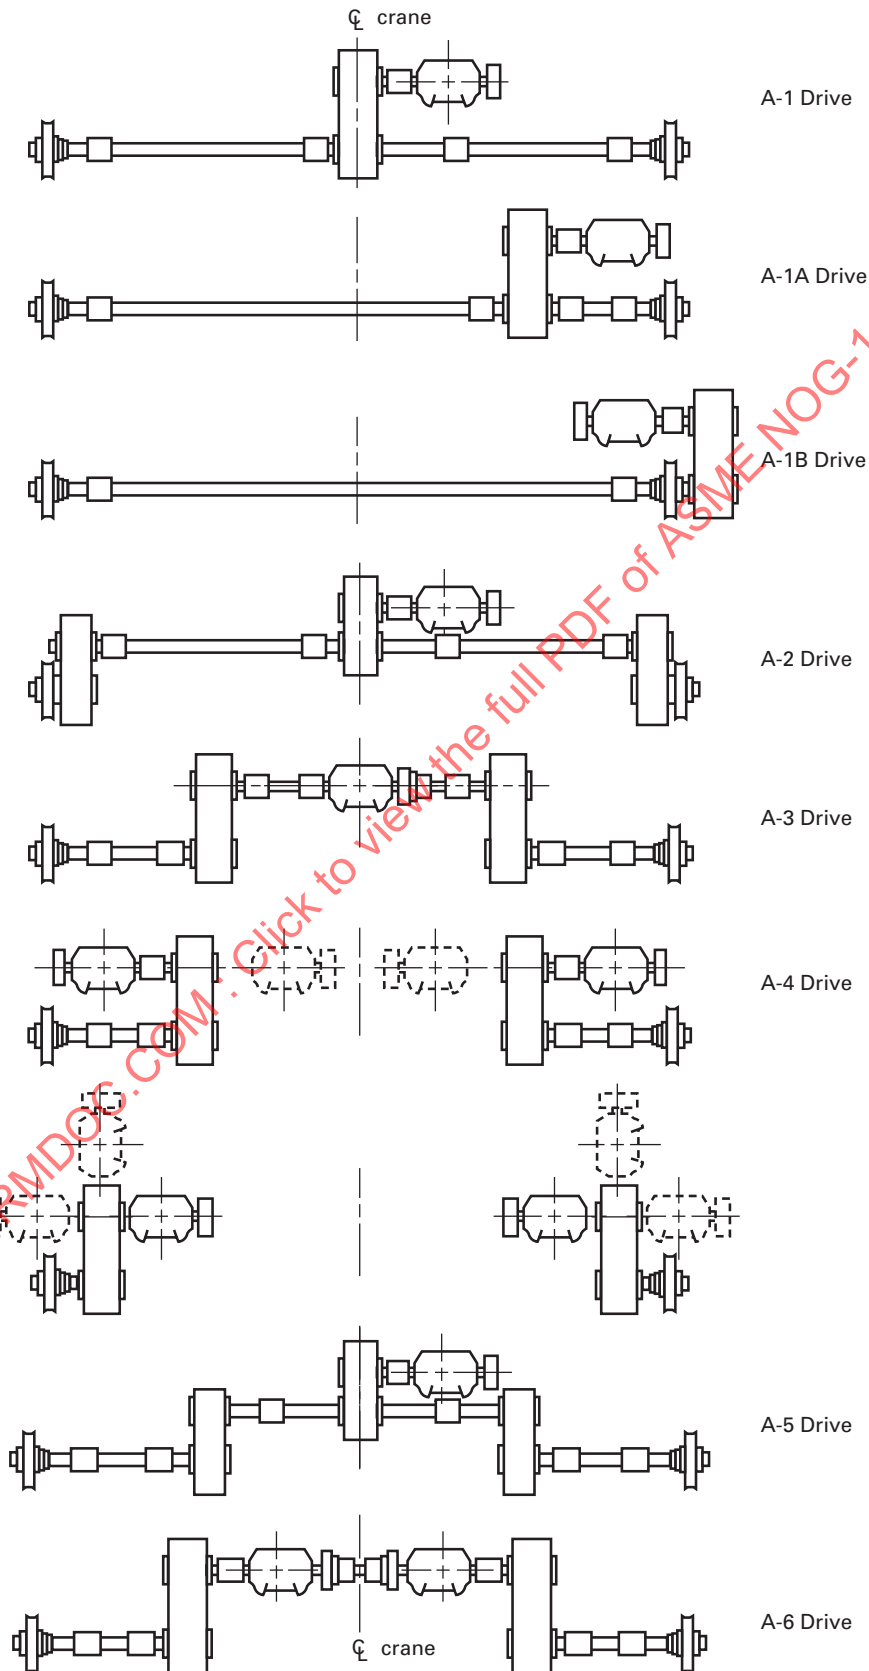 ℄ crane
A-1 Drive
A-1A Drive
A-1B Drive
A-2 Drive
A-3 Drive
A-4 Drive
A-5 Drive
A-6 Drive
℄ crane
RMDOC.COM : Click to view the full PDF of ASME NOG-1